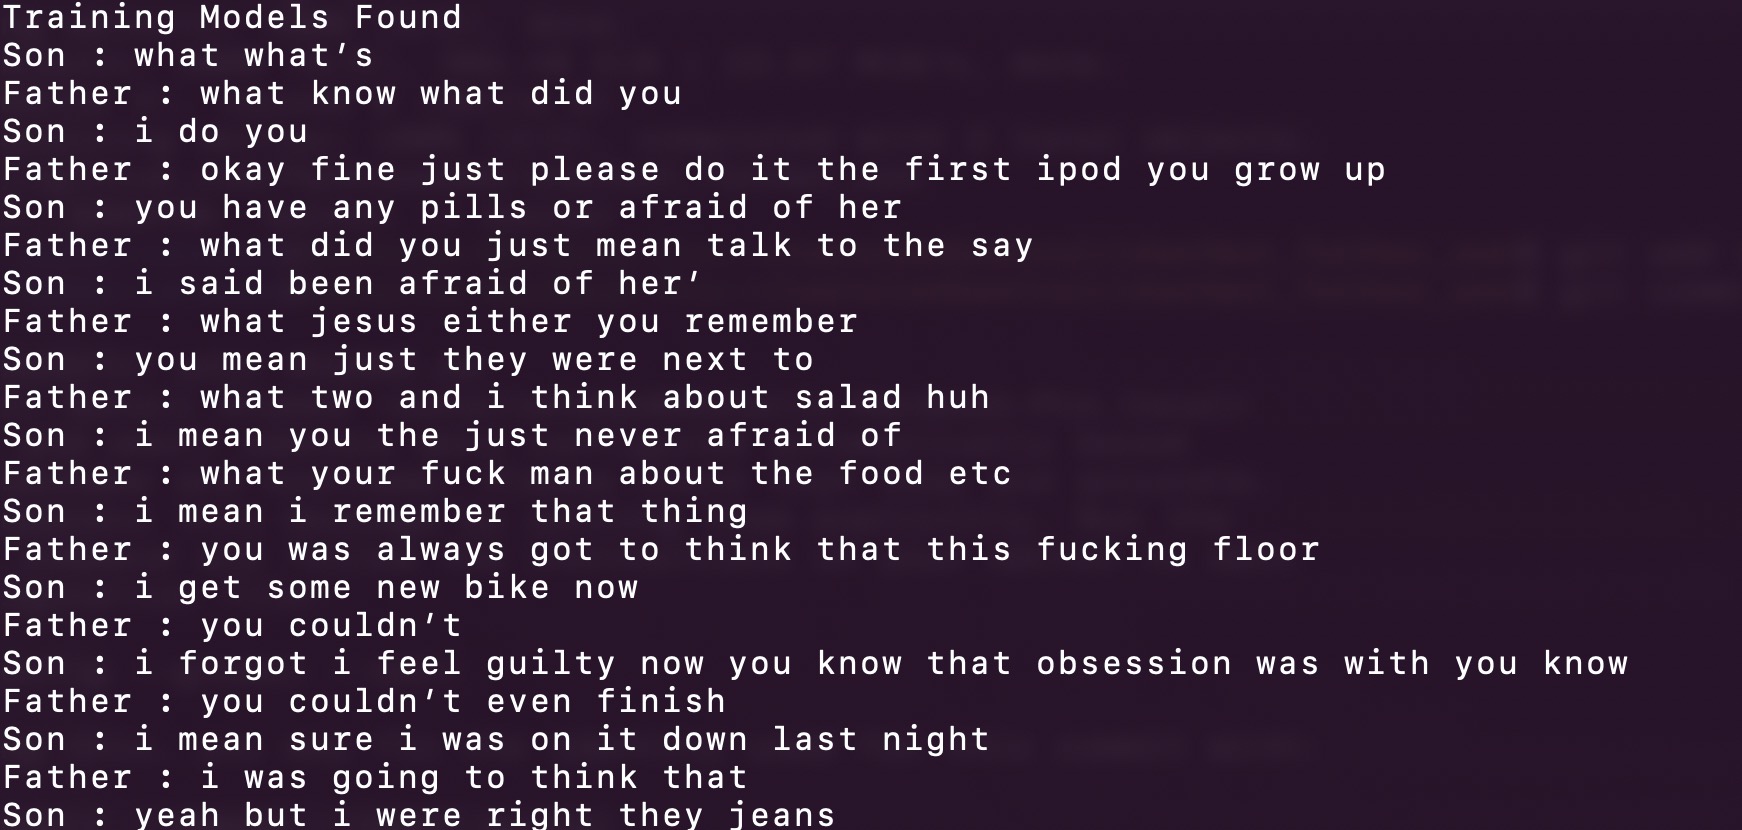 Training Models Found
Son : what what's
Father : what know what did you
Son : i do you
Father : okay fine just please do it the first ipod you grow up
Son : you have any pills or afraid of her
Father : what did you just mean talk to the say
Son : i said been afraid of her'
Father : what jesus either you remember
Son : you mean just they were next to
Father : what two and i think about salad huh
Son : i mean you the just never afraid of
Father : what your fuck man about the food etc
Son : i mean i remember that thing
Father : you was always got to think that this fucking floor
Son : i get some new bike now
Father : you couldn't
Son : i forgot i feel guilty now you know that obsession was with you know
Father : you couldn't even finish
Son : i mean sure i was on it down last night
Father : i was going to think that
Son : yeah but i were right they jeans